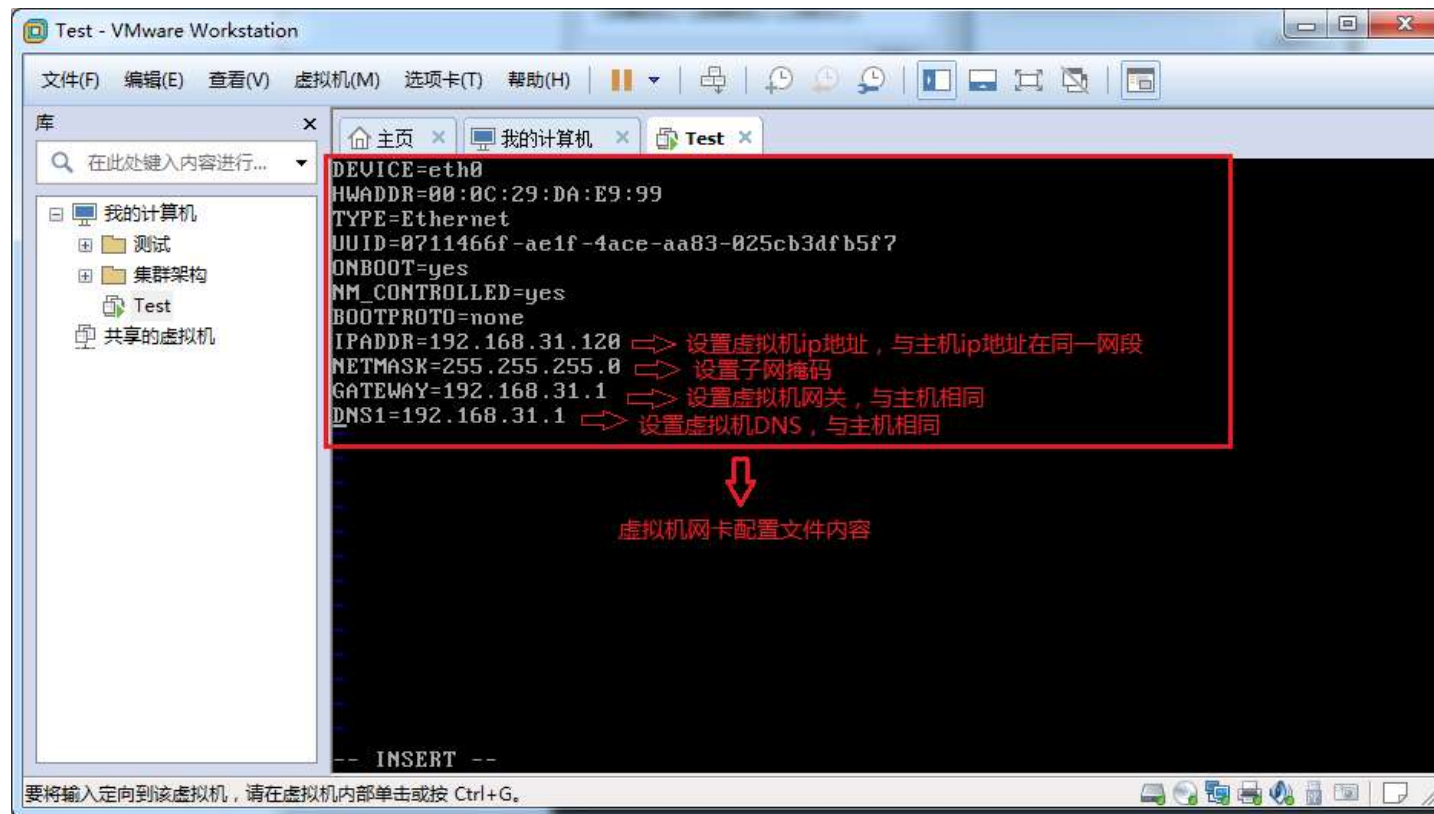 Test - VMware Workstation
文件(F) 编辑(E) 查看(V) 虚拟机(M) 选项卡(T) 帮助(H)
库
在此处键入内容进行...
我的计算机
测试
集群架构
Test
共享的虚拟机
主页 我的计算机 Test
DEVICE=eth0
HWADDR=00:0C:29:DA:E9:99
TYPE=Ethernet
UUID=0711466f-ae1f-4ace-aa83-025cb3dfb5f7
ONBOOT=yes
NM_CONTROLLED=yes
BOOTPROTO=none
IPADDR=192.168.31.120 设置虚拟机ip地址，与主机ip地址在同一网段
NETMASK=255.255.255.0 设置子网掩码
GATEWAY=192.168.31.1 设置虚拟机网关，与主机相同
DNS1=192.168.31.1 设置虚拟机DNS，与主机相同
虚拟机网卡配置文件内容
-- INSERT --
要将输入定向到该虚拟机，请在虚拟机内部单击或按 Ctrl+G。